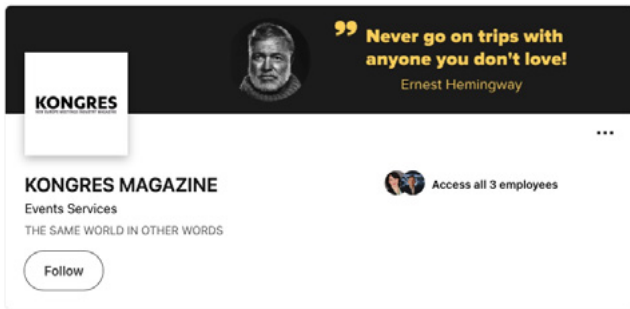 ❞ Never go on trips with
anyone you don't love!
Ernest Hemingway
KONGRES
KONGRES MAGAZINE
Events Services
THE SAME WORLD IN OTHER WORDS
Follow
...
Access all 3 employees